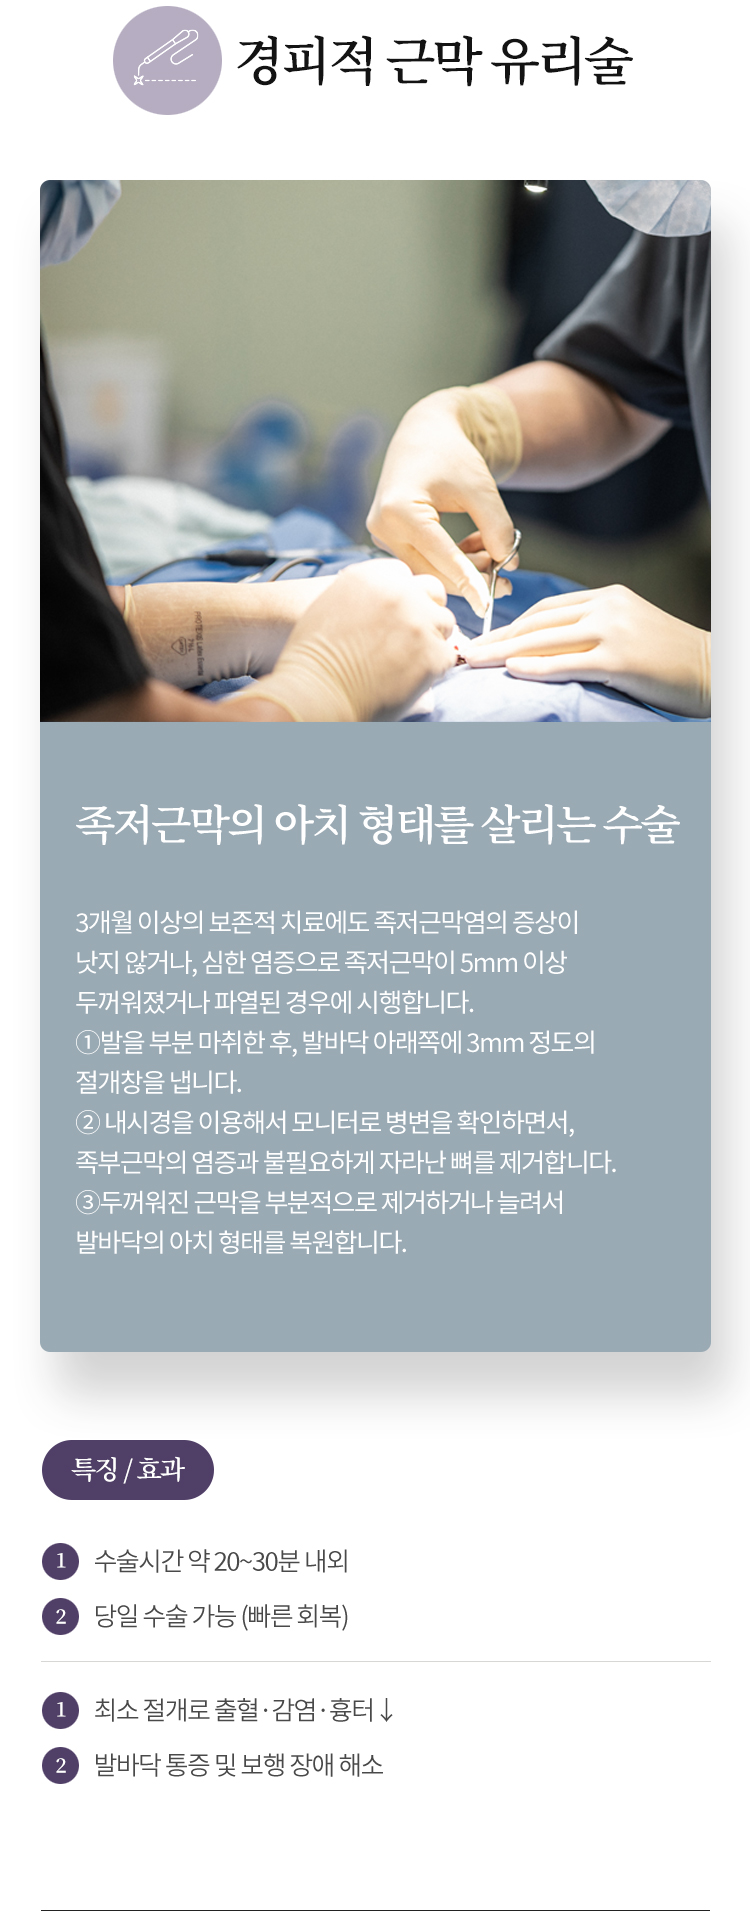 경피적 근막 유리술
족저근막의 아치 형태를 살리는 수술
3개월 이상의 보존적 치료에도 족저근막염의 증상이
낫지 않거나, 심한 염증으로 족저근막이 5mm 이상
두꺼워졌거나 파열된 경우에 시행합니다.
①발을 부분 마취한 후, 발바닥 아래쪽에 3mm 정도의
절개창을 냅니다.
② 내시경을 이용해서 모니터로 병변을 확인하면서,
족부근막의 염증과 불필요하게 자라난 뼈를 제거합니다.
③두꺼워진 근막을 부분적으로 제거하거나 늘려서
발바닥의 아치 형태를 복원합니다.
특징 / 효과
1 수술시간 약 20~30분 내외
2 당일 수술 가능 (빠른 회복)
1 최소 절개로 출혈·감염·흉터↓
2 발바닥 통증 및 보행 장애 해소